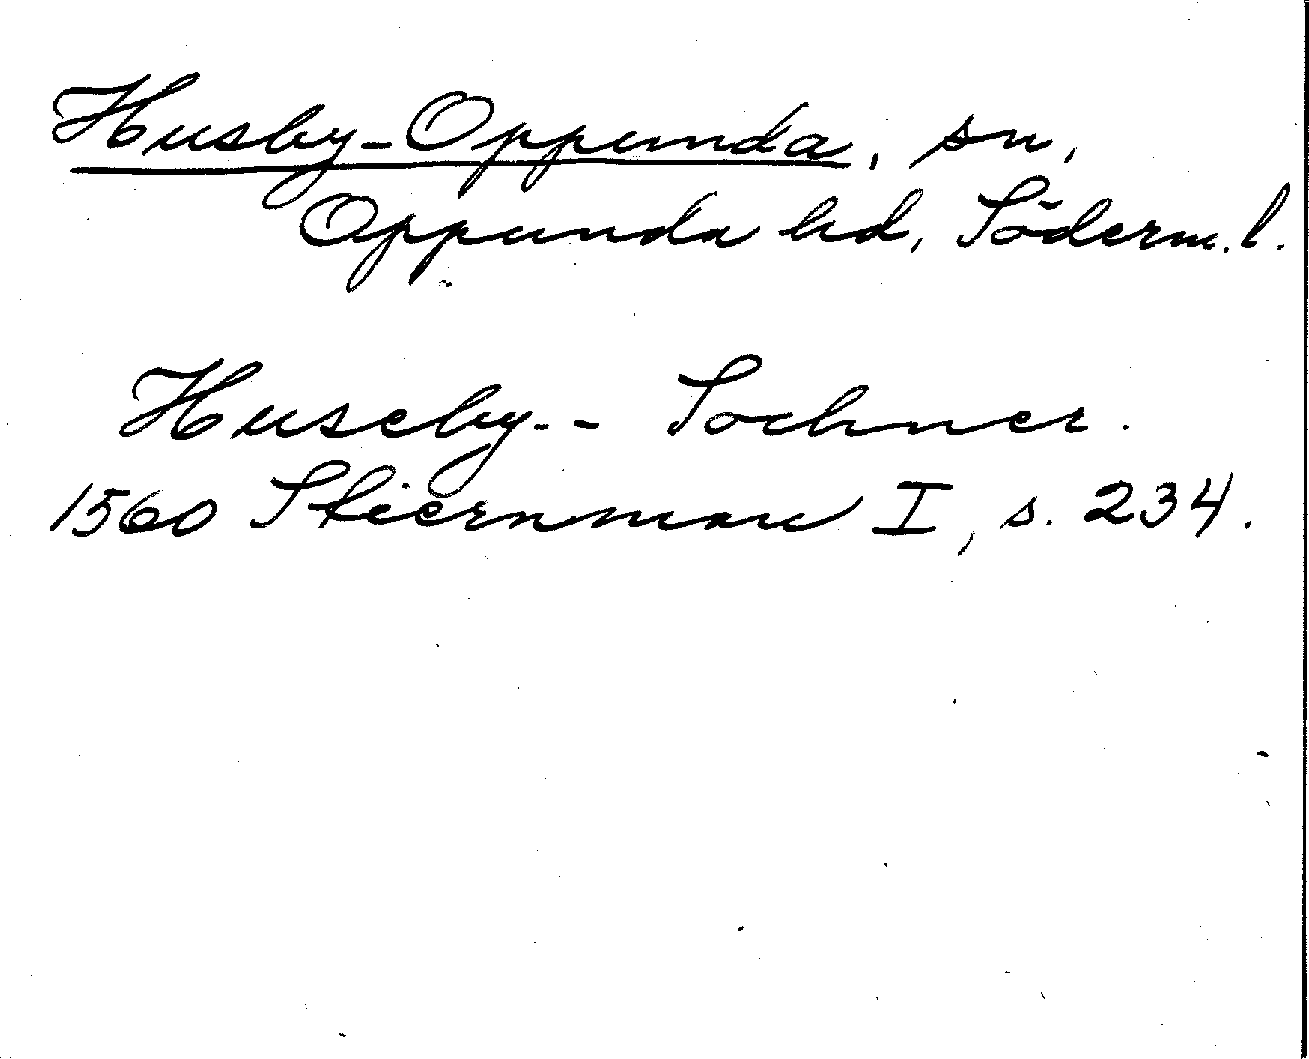 Husby-Oppunda, sn,
Oppunda hd, Söderm. l.
Huseby-- Sochner.
1560 Stiernman I, s. 234.